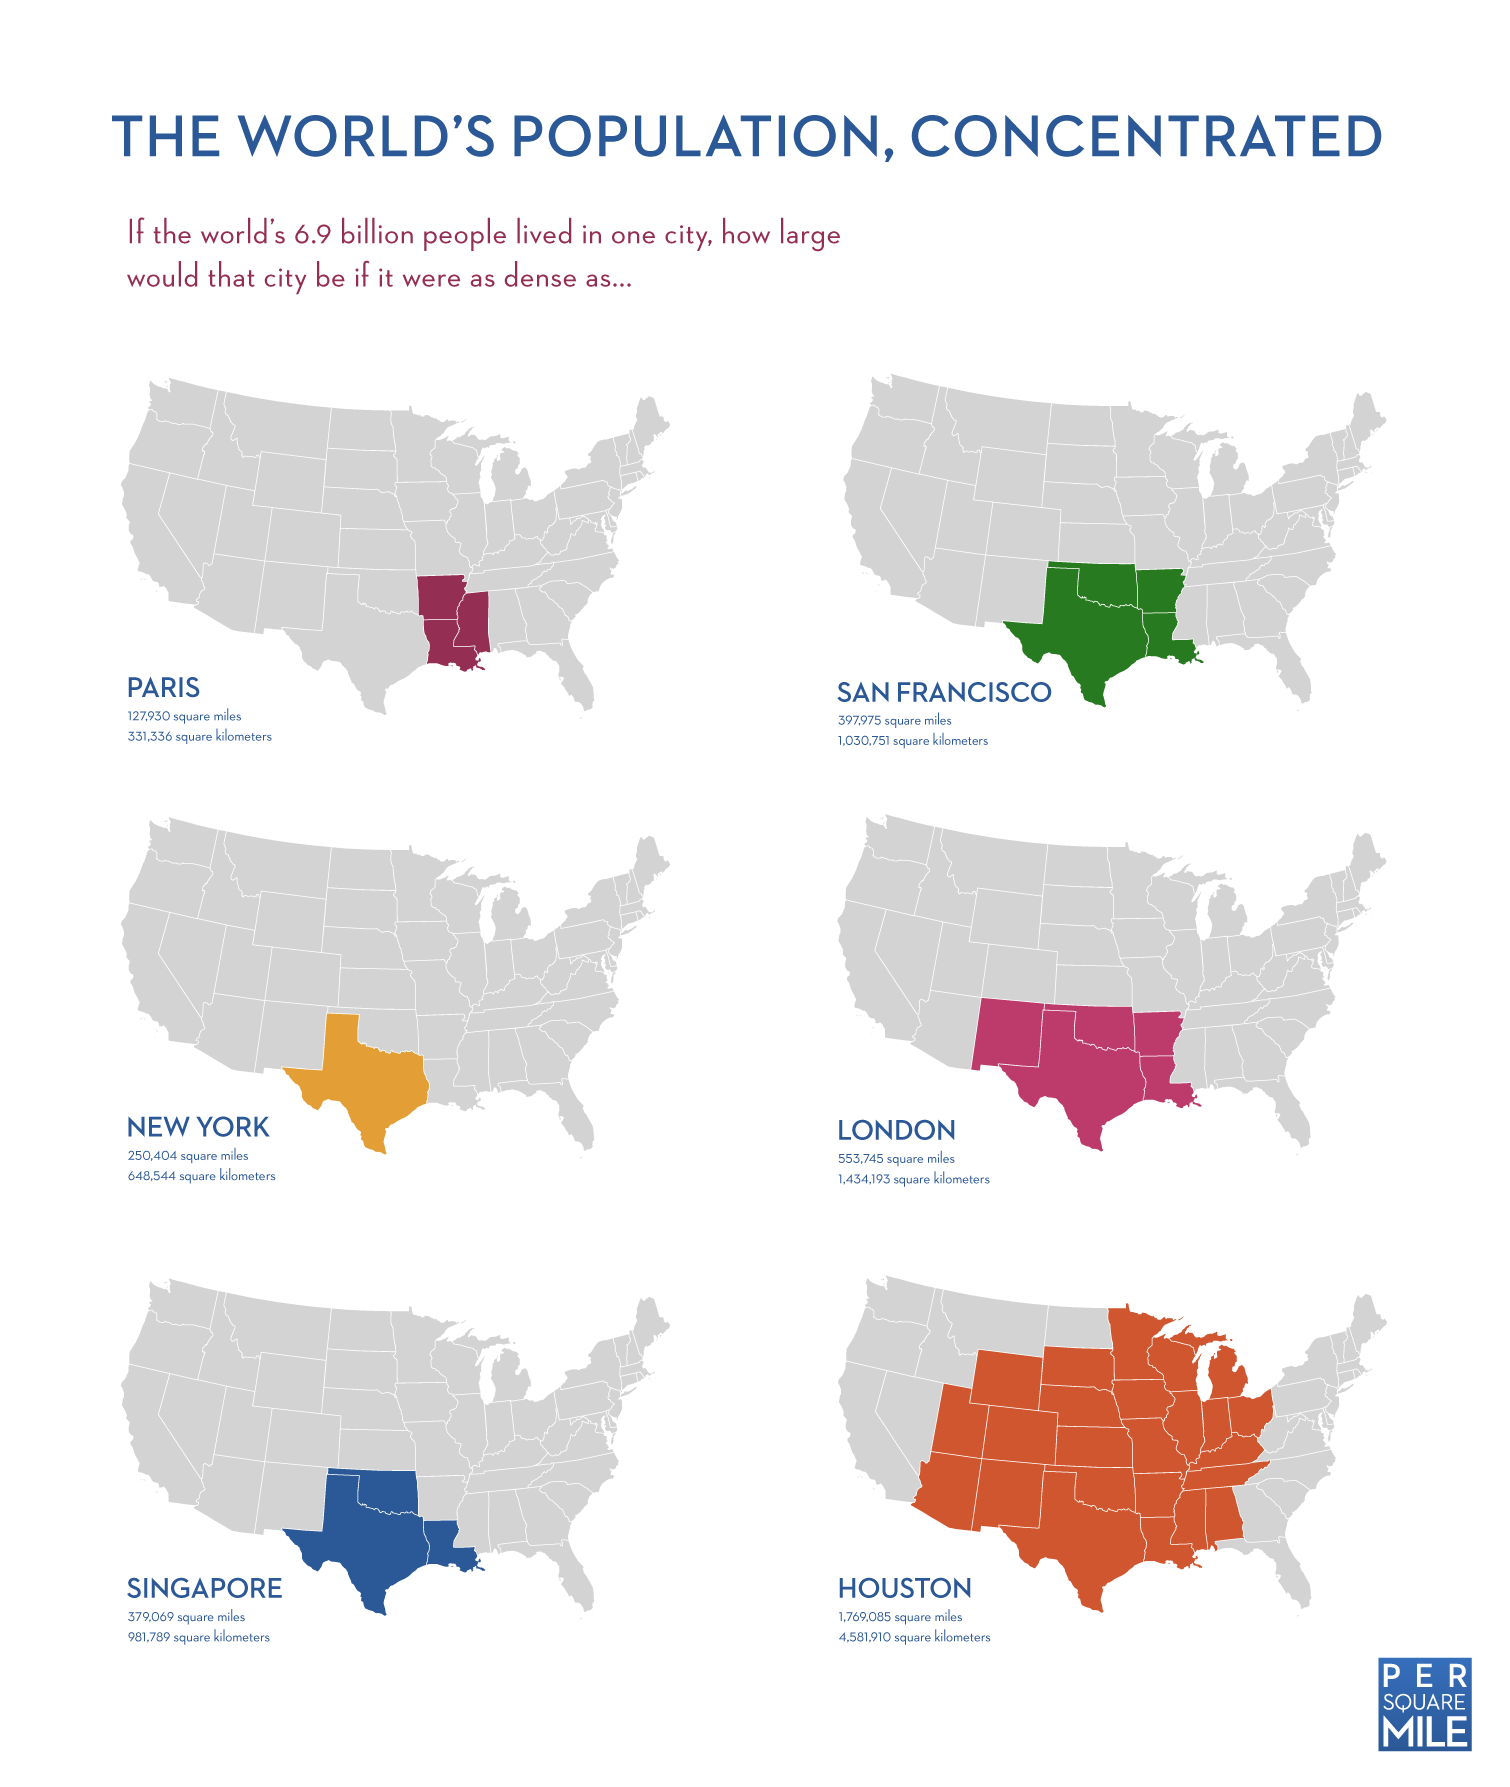 THE WORLD'S POPULATION, CONCENTRATED
If the world's 6.9 billion people lived in one city, how large
would that city be if it were as dense as...
PARIS
127,930 square miles
331,336 square kilometers
SAN FRANCISCO
397,975 square miles
1,030,751 square kilometers
NEW YORK
250,404 square miles
648,544 square kilometers
LONDON
553,745 square miles
1,434,193 square kilometers
SINGAPORE
379,069 square miles
981,789 square kilometers
HOUSTON
1,769,085 square miles
4,581,910 square kilometers
PER
SQUARE
MILE